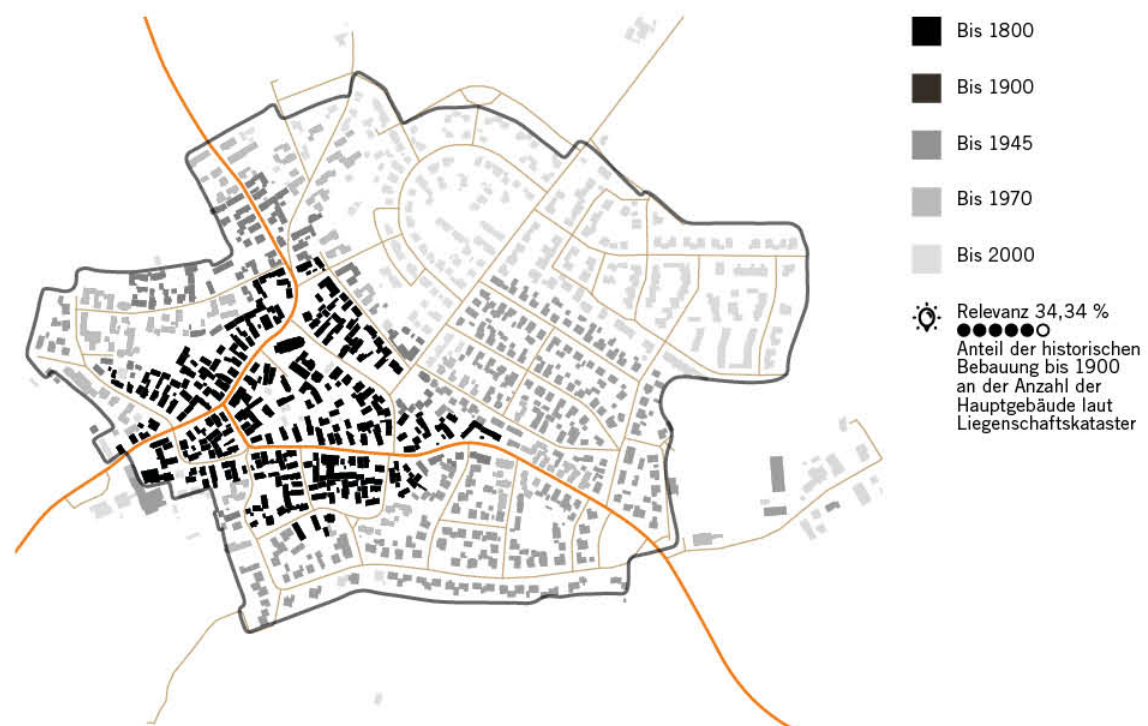 Bis 1800
Bis 1900
Bis 1945
Bis 1970
Bis 2000
Relevanz 34,34 %
Anteil der historischen
Bebauung bis 1900
an der Anzahl der
Hauptgebäude laut
Liegenschaftskataster